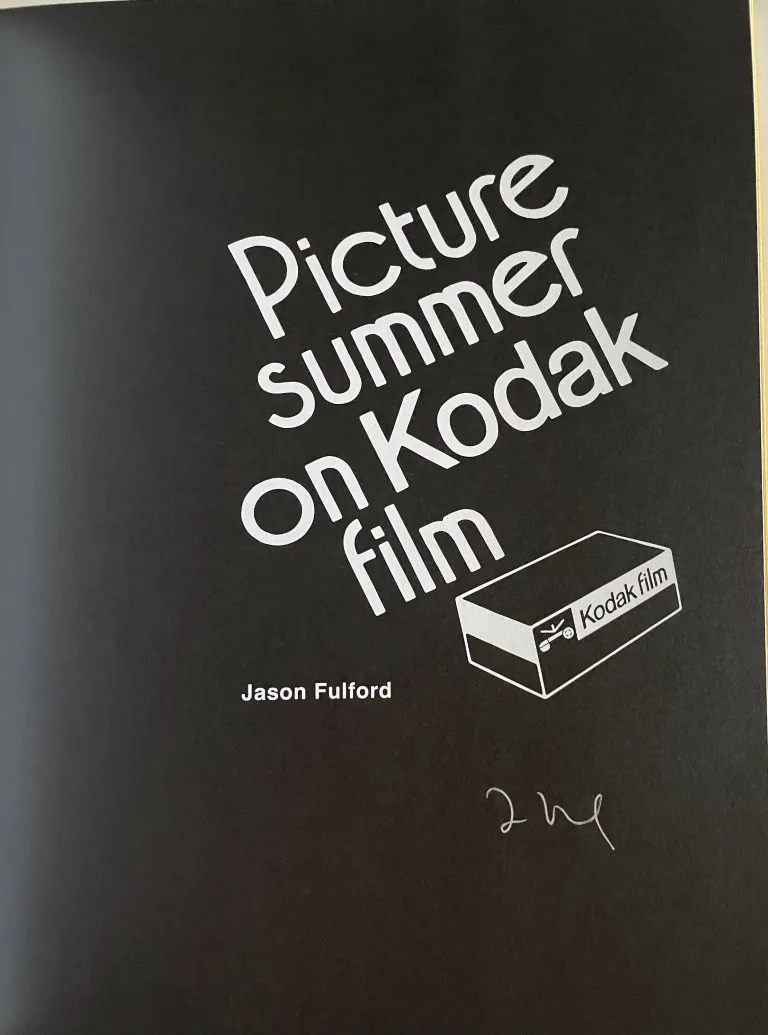 Picture
summer
on Kodak
film
Kodak film
Jason Fulford